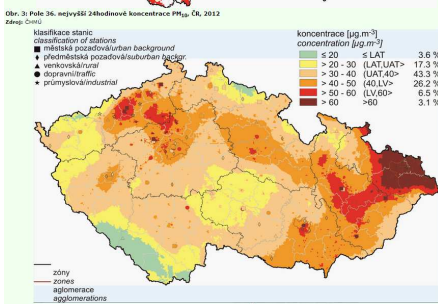 Obr. 3: Pole 36. nejvyšší 24hodinové koncentrace PM10, ČR, 2012
Zdroj: ČHMÚ
klasifikace stanic
classification of stations
městská pozadová/urban background
předměstská pozadová/suburban backgr.
venkovská/rural
dopravní/traffic
průmyslová/industrial
koncentrace [µg.m-3]
concentration [µg.m-3]
≤ 20 ≤ LAT 3.6 %
> 20 - 30 (LAT,UAT> 17.3 %
> 30 - 40 (UAT,40> 43.3 %
> 40 - 50 (40,LV> 26.2 %
> 50 - 60 (LV,60> 6.5 %
> 60 >60 3.1 %
zóny
zones
aglomerace
agglomerations